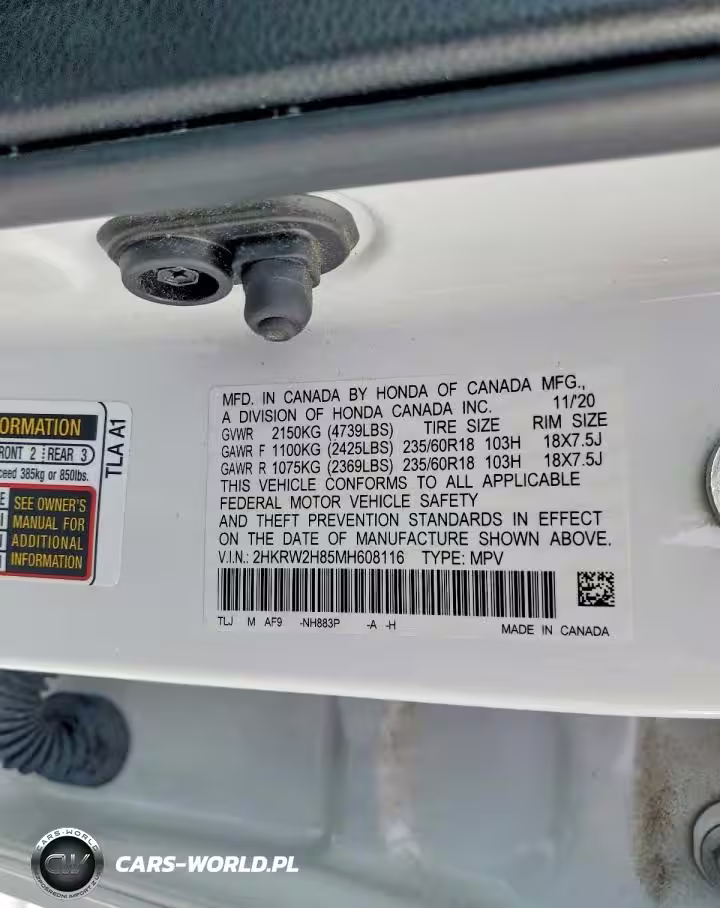 ORMATION
FRONT 2 REAR 3
ceed 385kg or 850lbs.
SEE OWNER'S
MANUAL FOR
ADDITIONAL
INFORMATION
TLA A1
MFD. IN CANADA BY HONDA OF CANADA MFG.,
A DIVISION OF HONDA CANADA INC. 11/'20
GVWR 2150KG (4739LBS) TIRE SIZE RIM SIZE
GAWR F 1100KG (2425LBS) 235/60R18 103H 18X7.5J
GAWR R 1075KG (2369LBS) 235/60R18 103H 18X7.5J
THIS VEHICLE CONFORMS TO ALL APPLICABLE
FEDERAL MOTOR VEHICLE SAFETY
AND THEFT PREVENTION STANDARDS IN EFFECT
ON THE DATE OF MANUFACTURE SHOWN ABOVE.
V.I.N.: 2HKRW2H85MH608116 TYPE: MPV
TLJ M AF9 -NH883P -A -H
MADE IN CANADA
CARS-WORLD
CW
CARS-WORLD.PL